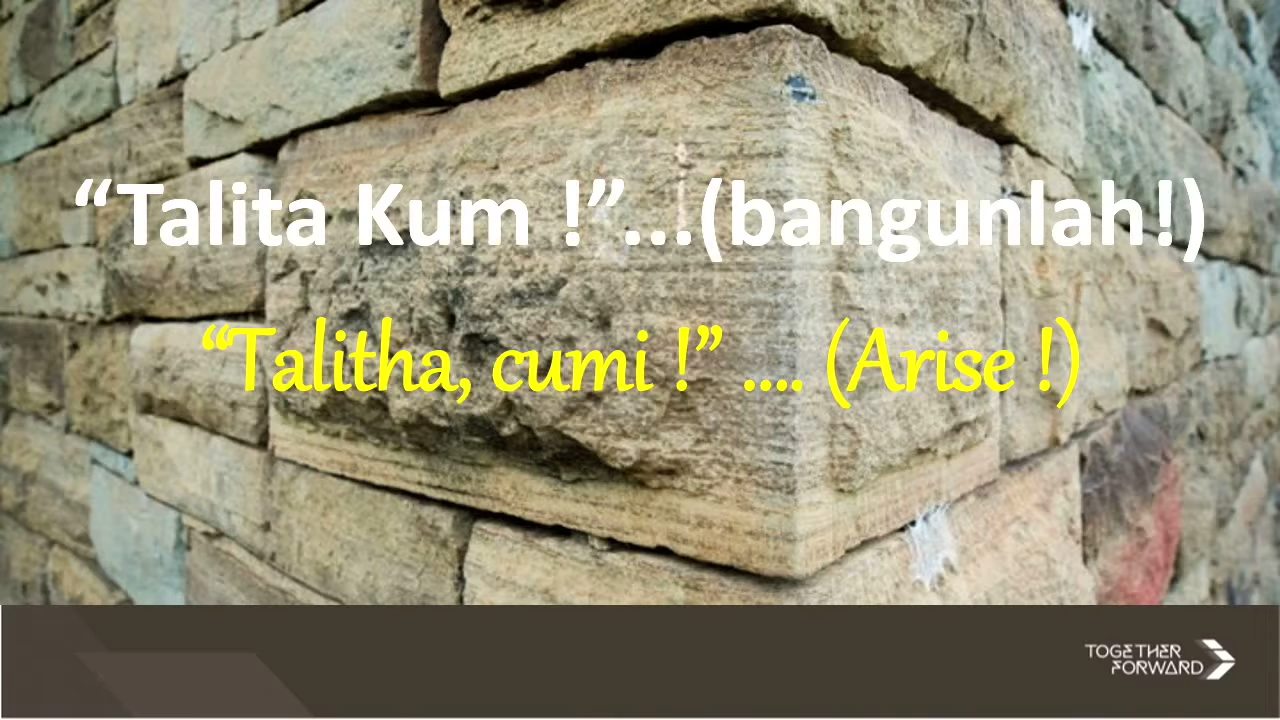 “Talita Kum !”...(bangunlah!)
“Talitha, cumi !” .... (Arise !)
TOGETHER
FORWARD